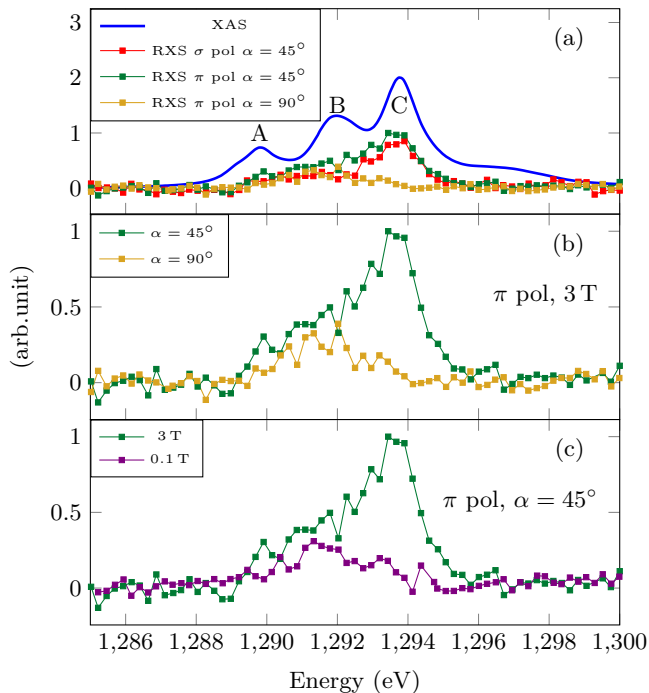 3
2
1
0
XAS
RXS σ pol α = 45°
RXS π pol α = 45°
RXS π pol α = 90°
(a)
A
B
C
1
0.5
0
α = 45°
α = 90°
(b)
π pol, 3 T
(arb.unit)
1
0.5
0
3 T
0.1 T
(c)
π pol, α = 45°
1,286 1,288 1,290 1,292 1,294 1,296 1,298 1,300
Energy (eV)